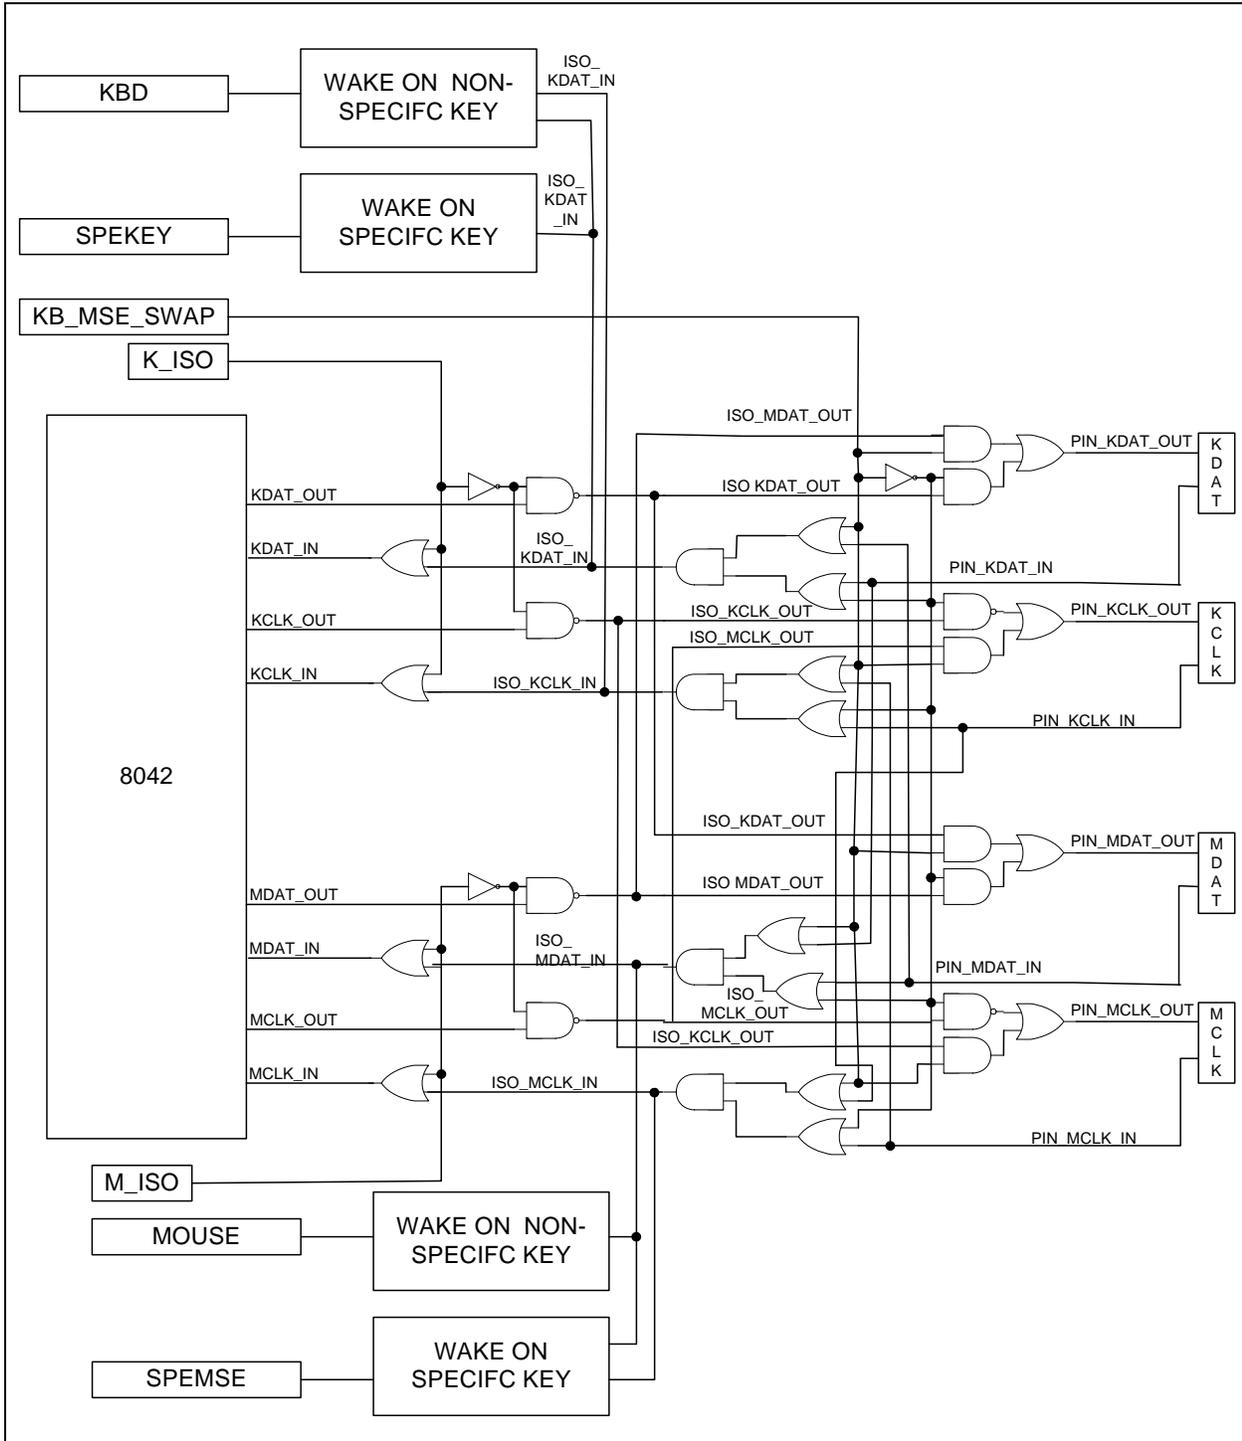 ISO_
KDAT_IN
KBD
WAKE ON NON-
SPECIFC KEY
ISO_
KDAT
_IN
SPEKEY
WAKE ON
SPECIFC KEY
KB_MSE_SWAP
K_ISO
8042
ISO_MDAT_OUT
PIN_KDAT_OUT
K
D
A
T
KDAT_OUT
ISO KDAT_OUT
KDAT_IN
ISO_
KDAT_IN
PIN_KDAT_IN
KCLK_OUT
ISO_KCLK_OUT
PIN_KCLK_OUT
K
C
L
K
ISO_MCLK_OUT
KCLK_IN
ISO_KCLK_IN
PIN_KCLK_IN
ISO_KDAT_OUT
PIN_MDAT_OUT
M
D
A
T
MDAT_OUT
ISO MDAT_OUT
MDAT_IN
ISO_
MDAT_IN
PIN_MDAT_IN
ISO_
MCLK_OUT
MCLK_OUT
PIN_MCLK_OUT
M
C
L
K
ISO_KCLK_OUT
MCLK_IN
ISO_MCLK_IN
PIN_MCLK_IN
M_ISO
MOUSE
WAKE ON NON-
SPECIFC KEY
SPEMSE
WAKE ON
SPECIFC KEY